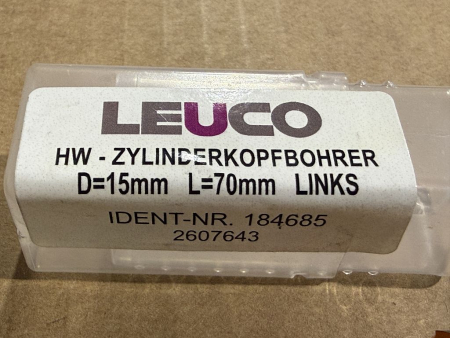 LEUCO
HW - ZYLINDERKOPFBOHRER
D=15mm L=70mm LINKS
IDENT-NR. 184685
2607643